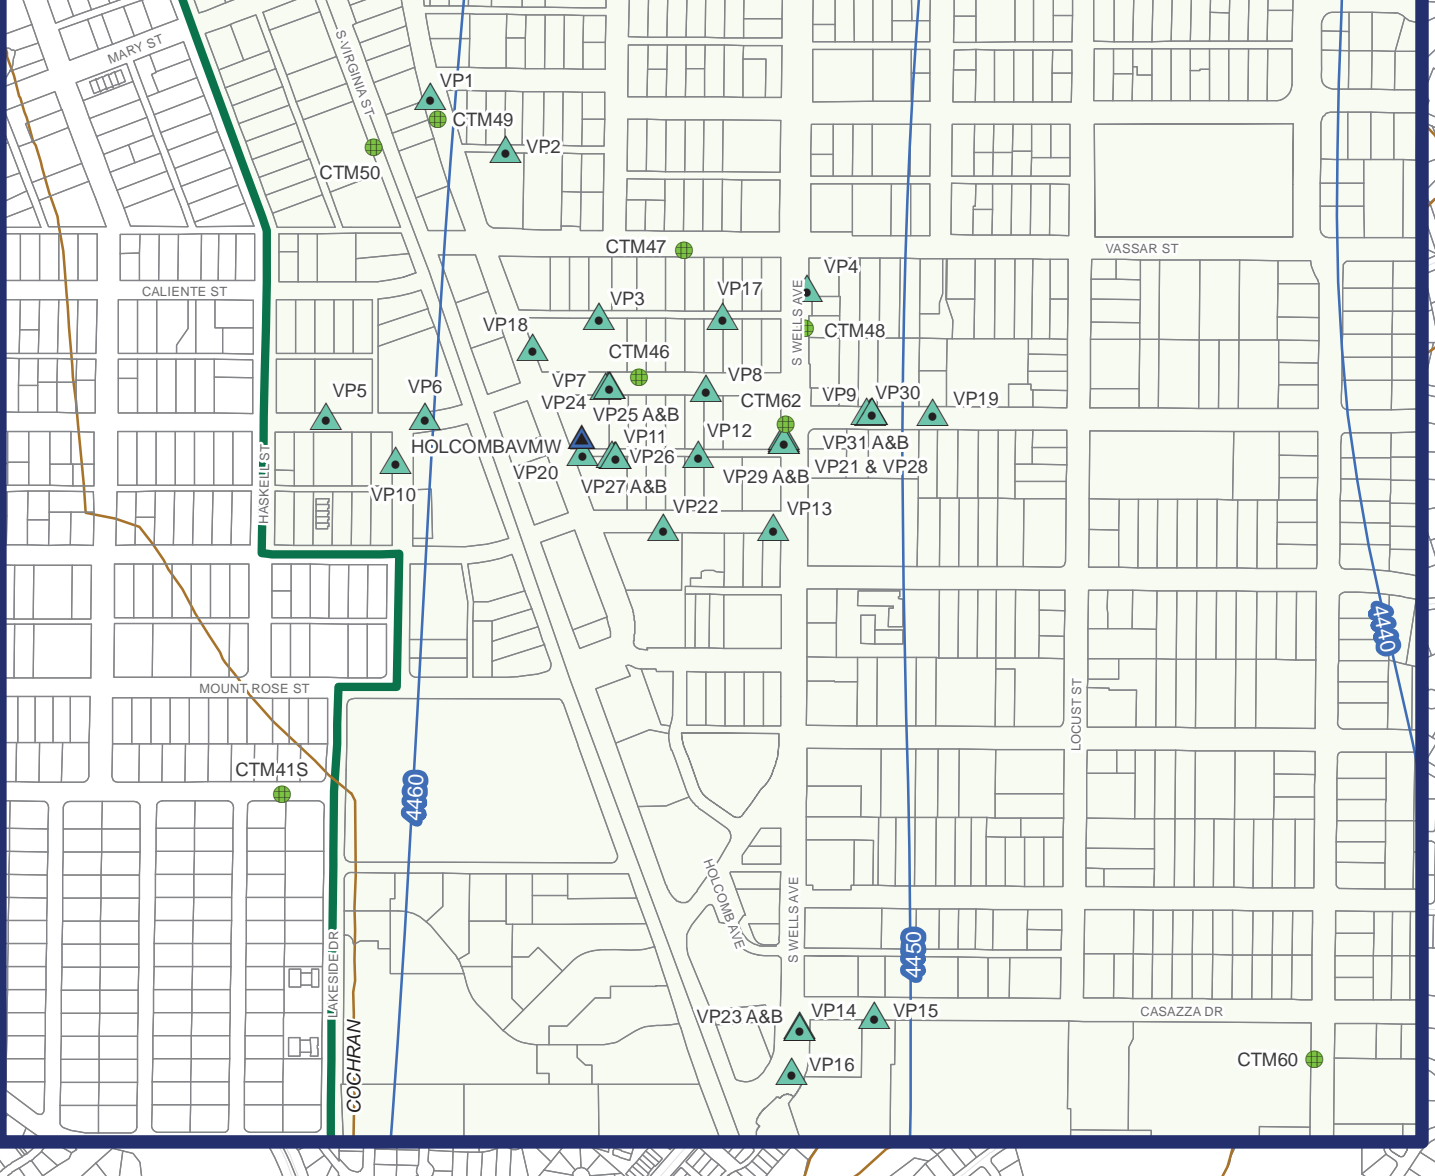 MARY ST
S VIRGINIA ST
VP1
CTM49
VP2
CTM50
CTM47
VASSAR ST
VP4
CALIENTE ST
VP3
VP17
S WELLS AVE
VP18
CTM48
CTM46
VP7
VP8
VP5
VP6
VP24
CTM62
VP9
VP30
VP19
VP25 A&B
HOLCOMBAVMW
VP11
VP12
VP31 A&B
VP20
VP26
VP21 & VP28
VP29 A&B
VP10
VP27 A&B
HASKELL ST
VP22
VP13
4440
MOUNT ROSE ST
LOCUST ST
CTM41S
4460
HOLCOMB AVE
S WELLS AVE
4450
LAKESIDE DR
VP23 A&B
VP14
VP15
CASAZZA DR
COCHRAN
VP16
CTM60